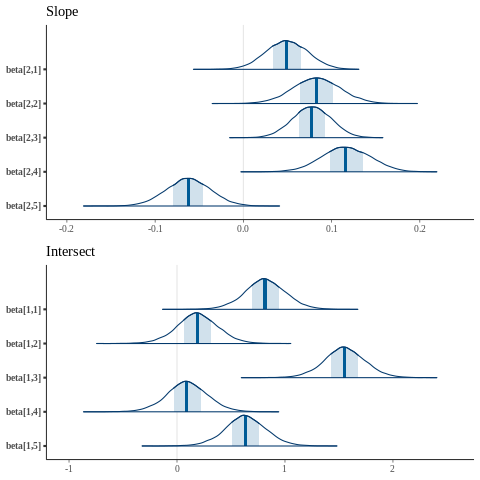 Slope
beta[2,1]
beta[2,2]
beta[2,3]
beta[2,4]
beta[2,5]
-0.2 -0.1 0.0 0.1 0.2
Intersect
beta[1,1]
beta[1,2]
beta[1,3]
beta[1,4]
beta[1,5]
-1 0 1 2